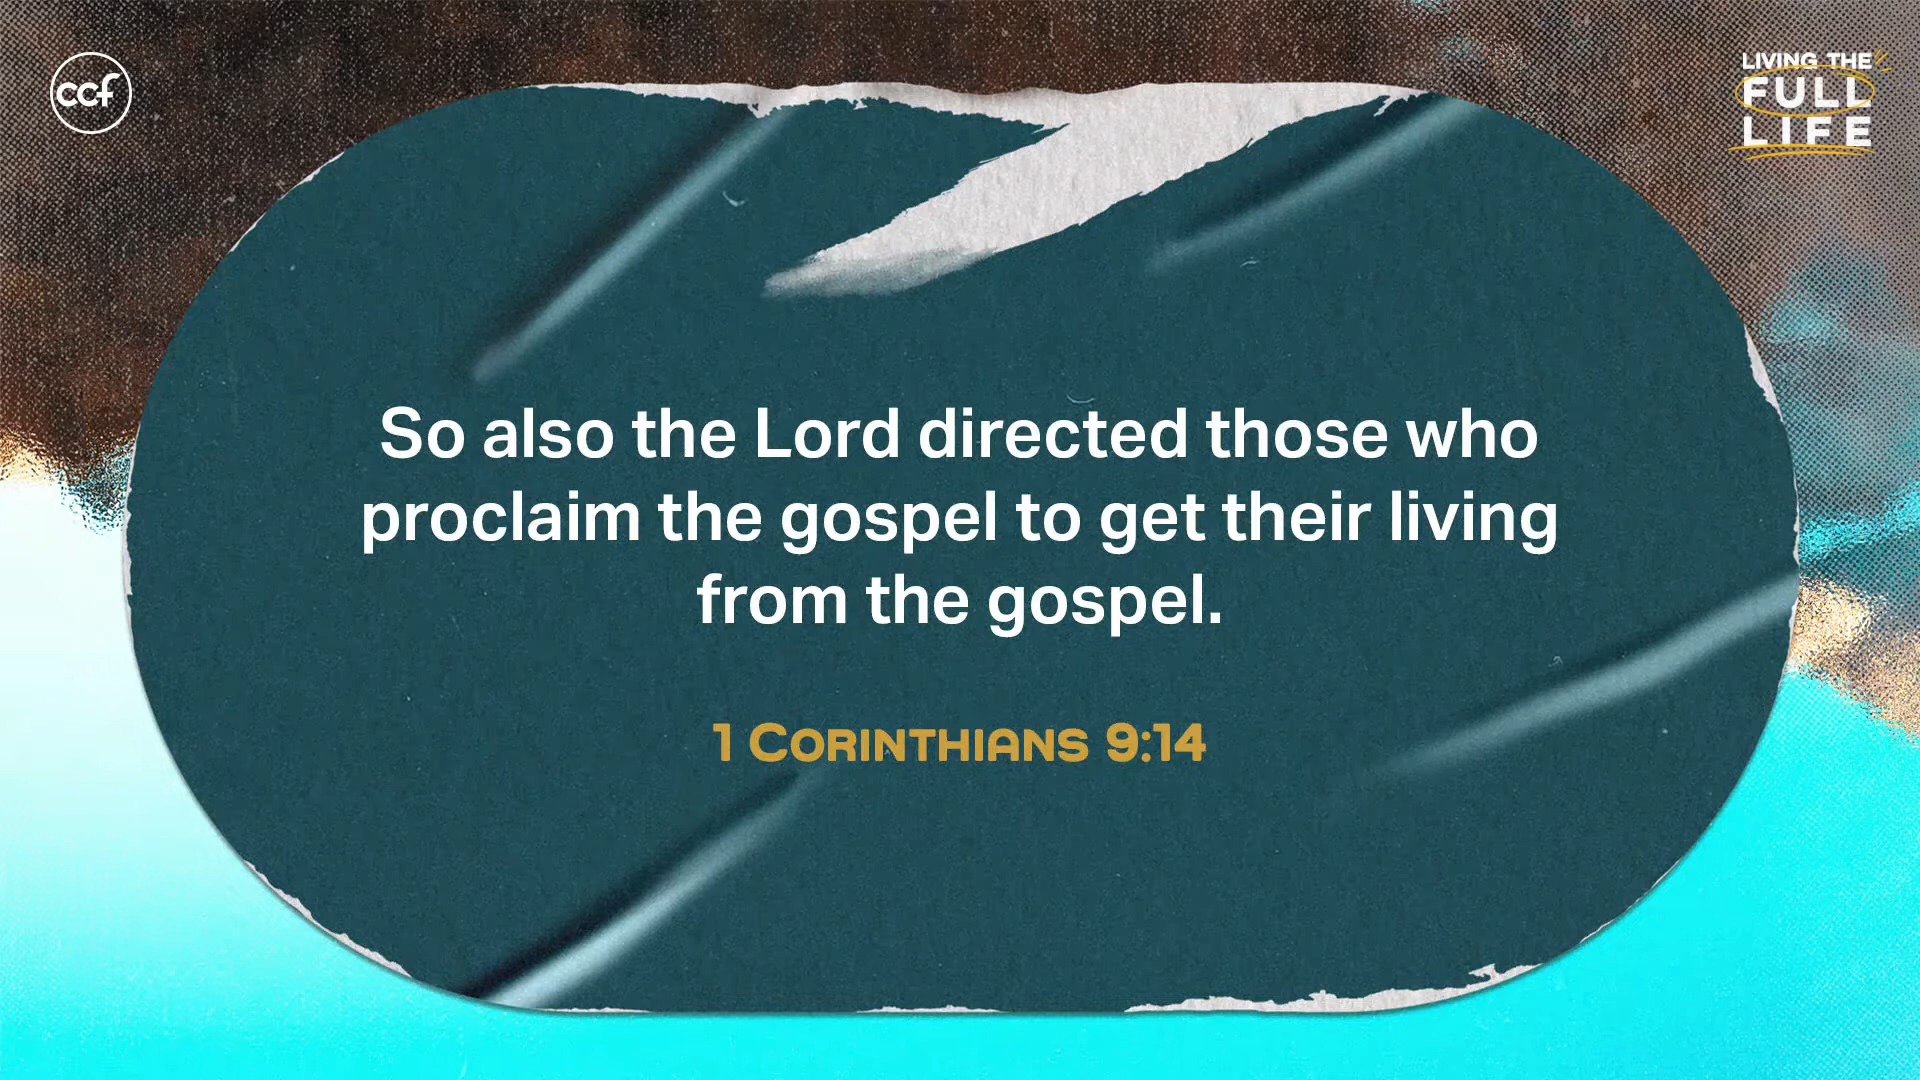 ccf
LIVING THE
FULL
LIFE
So also the Lord directed those who
proclaim the gospel to get their living
from the gospel.
1 CORINTHIANS 9:14